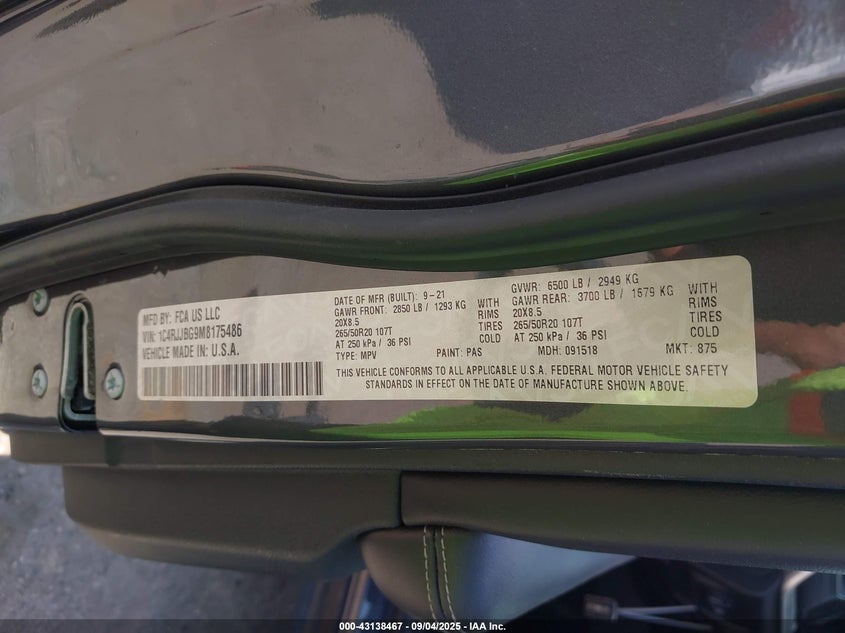 MFD BY: FCA US LLC
VIN: 1C4RJJBG9M8175486
VEHICLE MADE IN: U.S.A.
DATE OF MFR (BUILT): 9-21
GAWR FRONT: 2850 LB / 1293 KG WITH
20X8.5 RIMS
265/50R20 107T TIRES
AT 250 kPa / 36 PSI COLD
TYPE: MPV PAINT: PAS
GVWR: 6500 LB / 2949 KG
GAWR REAR: 3700 LB / 1679 KG WITH
20X8.5 RIMS
265/50R20 107T TIRES
AT 250 kPa / 36 PSI COLD
MDH: 091518 MKT: 875
THIS VEHICLE CONFORMS TO ALL APPLICABLE U.S.A. FEDERAL MOTOR VEHICLE SAFETY
STANDARDS IN EFFECT ON THE DATE OF MANUFACTURE SHOWN ABOVE.
000-43138467 - 09/04/2025 - IAA Inc.